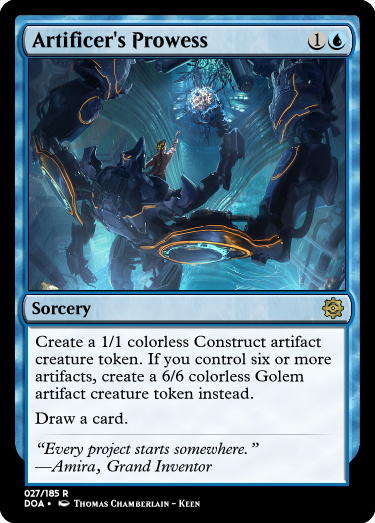 Artificer's Prowess 1
Sorcery
Create a 1/1 colorless Construct artifact
creature token. If you control six or more
artifacts, create a 6/6 colorless Golem
artifact creature token instead.
Draw a card.
“Every project starts somewhere.”
—Amira, Grand Inventor
027/185 R
DOA • Thomas Chamberlain – Keen